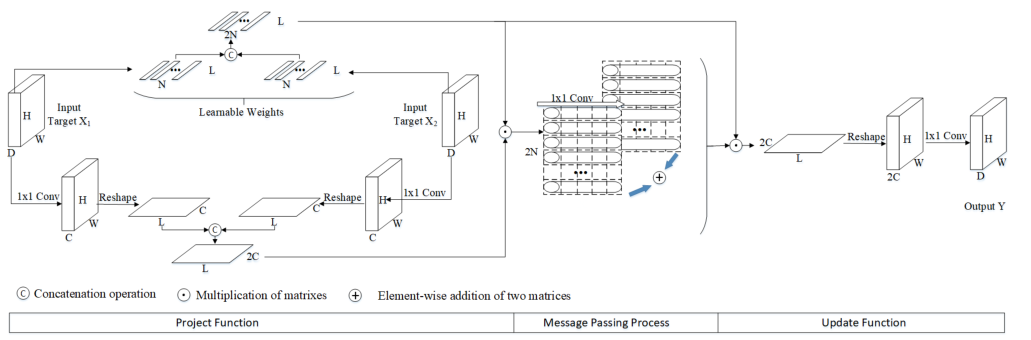 L
2N
C
N
L
N
L
Learnable Weights
H
W
D
Input
Target X1
Input
Target X2
H
W
D
1x1 Conv
H
W
C
Reshape
C
L
C
L
Reshape
H
W
C
1x1 Conv
C
2C
L
1x1 Conv
2N
2C
L
Reshape
H
W
2C
1x1 Conv
H
W
D
Output Y
C Concatenation operation
Multiplication of matrixes
Element-wise addition of two matrices
Project Function
Message Passing Process
Update Function